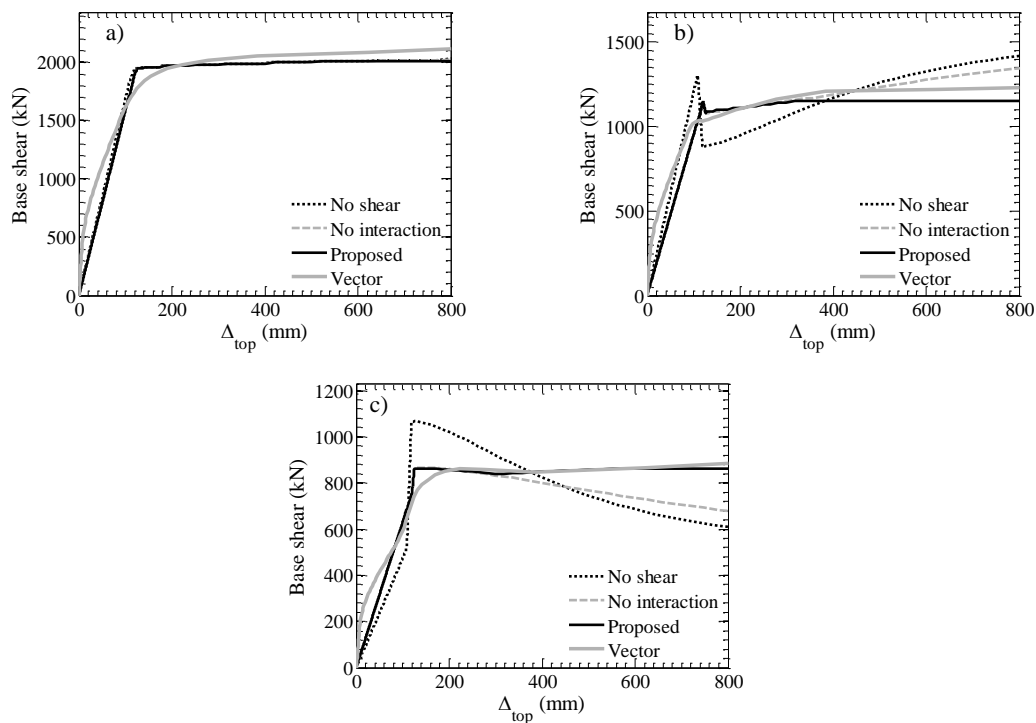 a)
2000
1500
1000
500
0
Base shear (kN)
No shear
No interaction
Proposed
Vector
0 200 400 600 800
Δtop (mm)
b)
1500
1000
500
0
Base shear (kN)
No shear
No interaction
Proposed
Vector
0 200 400 600 800
Δtop (mm)
c)
1200
1000
800
600
400
200
0
Base shear (kN)
No shear
No interaction
Proposed
Vector
0 200 400 600 800
Δtop (mm)